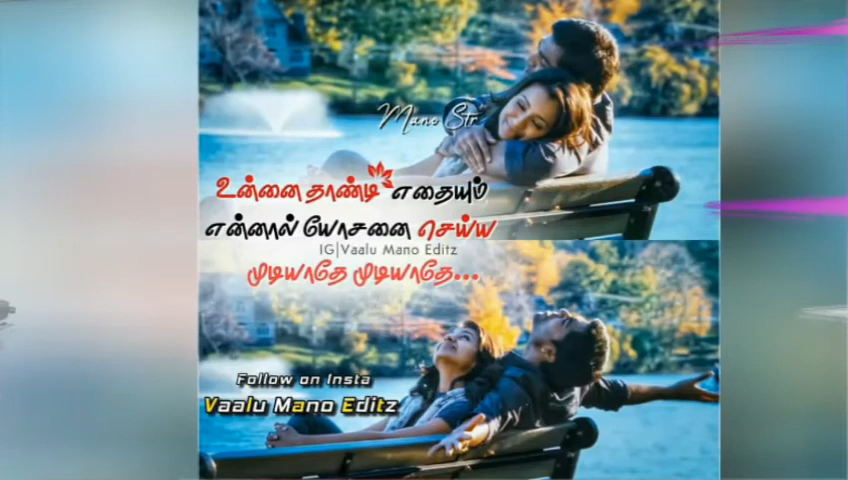 Mano Str
உன்னை தாண்டி எதையும்
என்னால் யோசனை செய்ய
IG|Vaalu Mano Editz
முடியாதே முடியாதே...
Follow on Insta
Vaalu Mano Editz